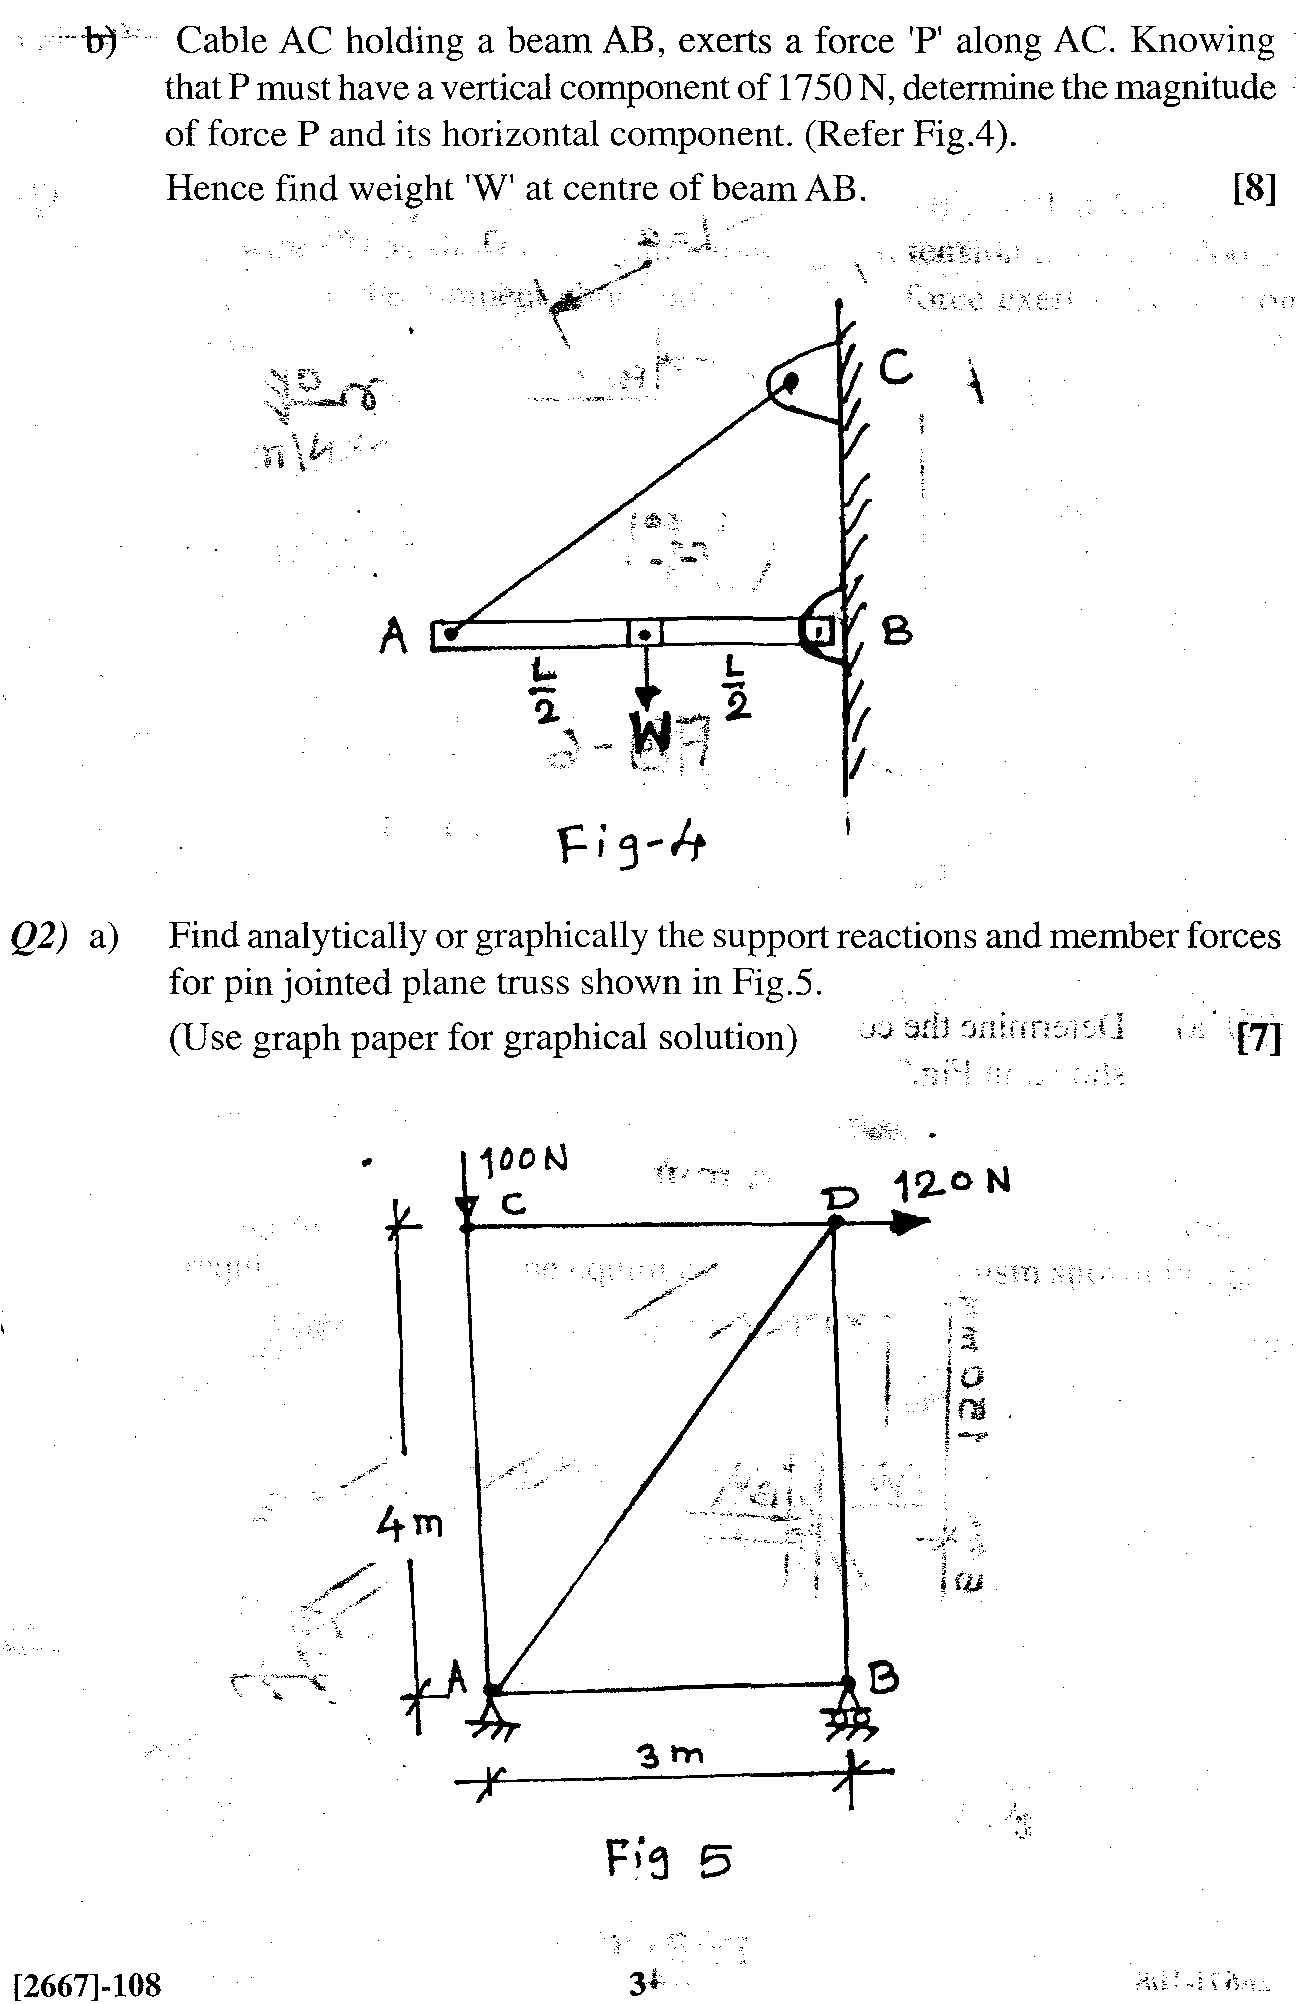 b) Cable AC holding a beam AB, exerts a force 'P' along AC. Knowing
that P must have a vertical component of 1750 N, determine the magnitude
of force P and its horizontal component. (Refer Fig.4).
Hence find weight 'W' at centre of beam AB. [8]
C
A
B
L/2
L/2
W
Fig-4
Q2) a) Find analytically or graphically the support reactions and member forces
for pin jointed plane truss shown in Fig.5.
(Use graph paper for graphical solution) [7]
100N
C
D
120N
4m
A
B
3m
Fig 5
[2667]-108
3